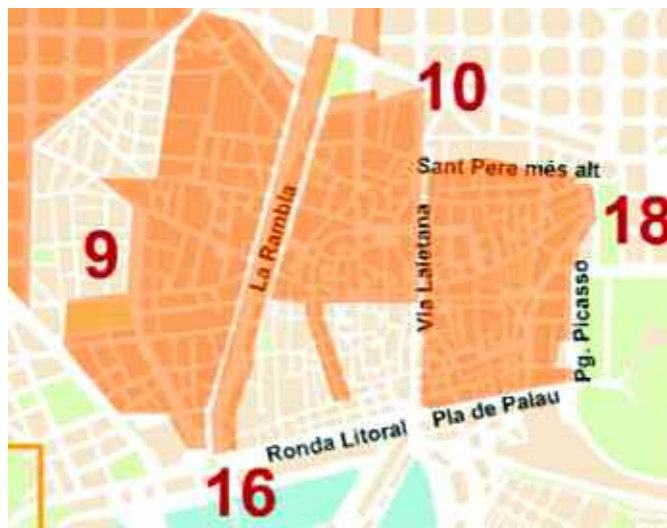 10
Sant Pere més alt
18
La Rambla
9
Via Laietana
Pg. Picasso
Pla de Palau
Ronda Litoral
16